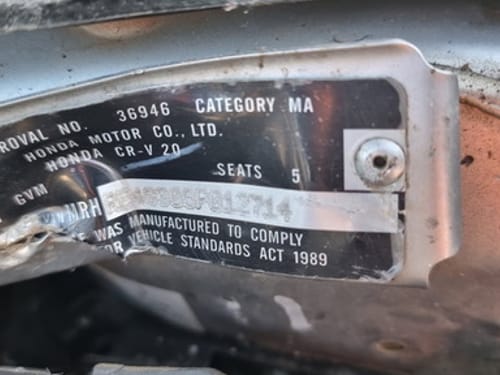 ROVAL NO. 36946 CATEGORY MA
HONDA MOTOR CO., LTD.
HONDA CR-V 20
SEATS 5
GVM
WAS MANUFACTURED TO COMPLY
VEHICLE STANDARDS ACT 1989